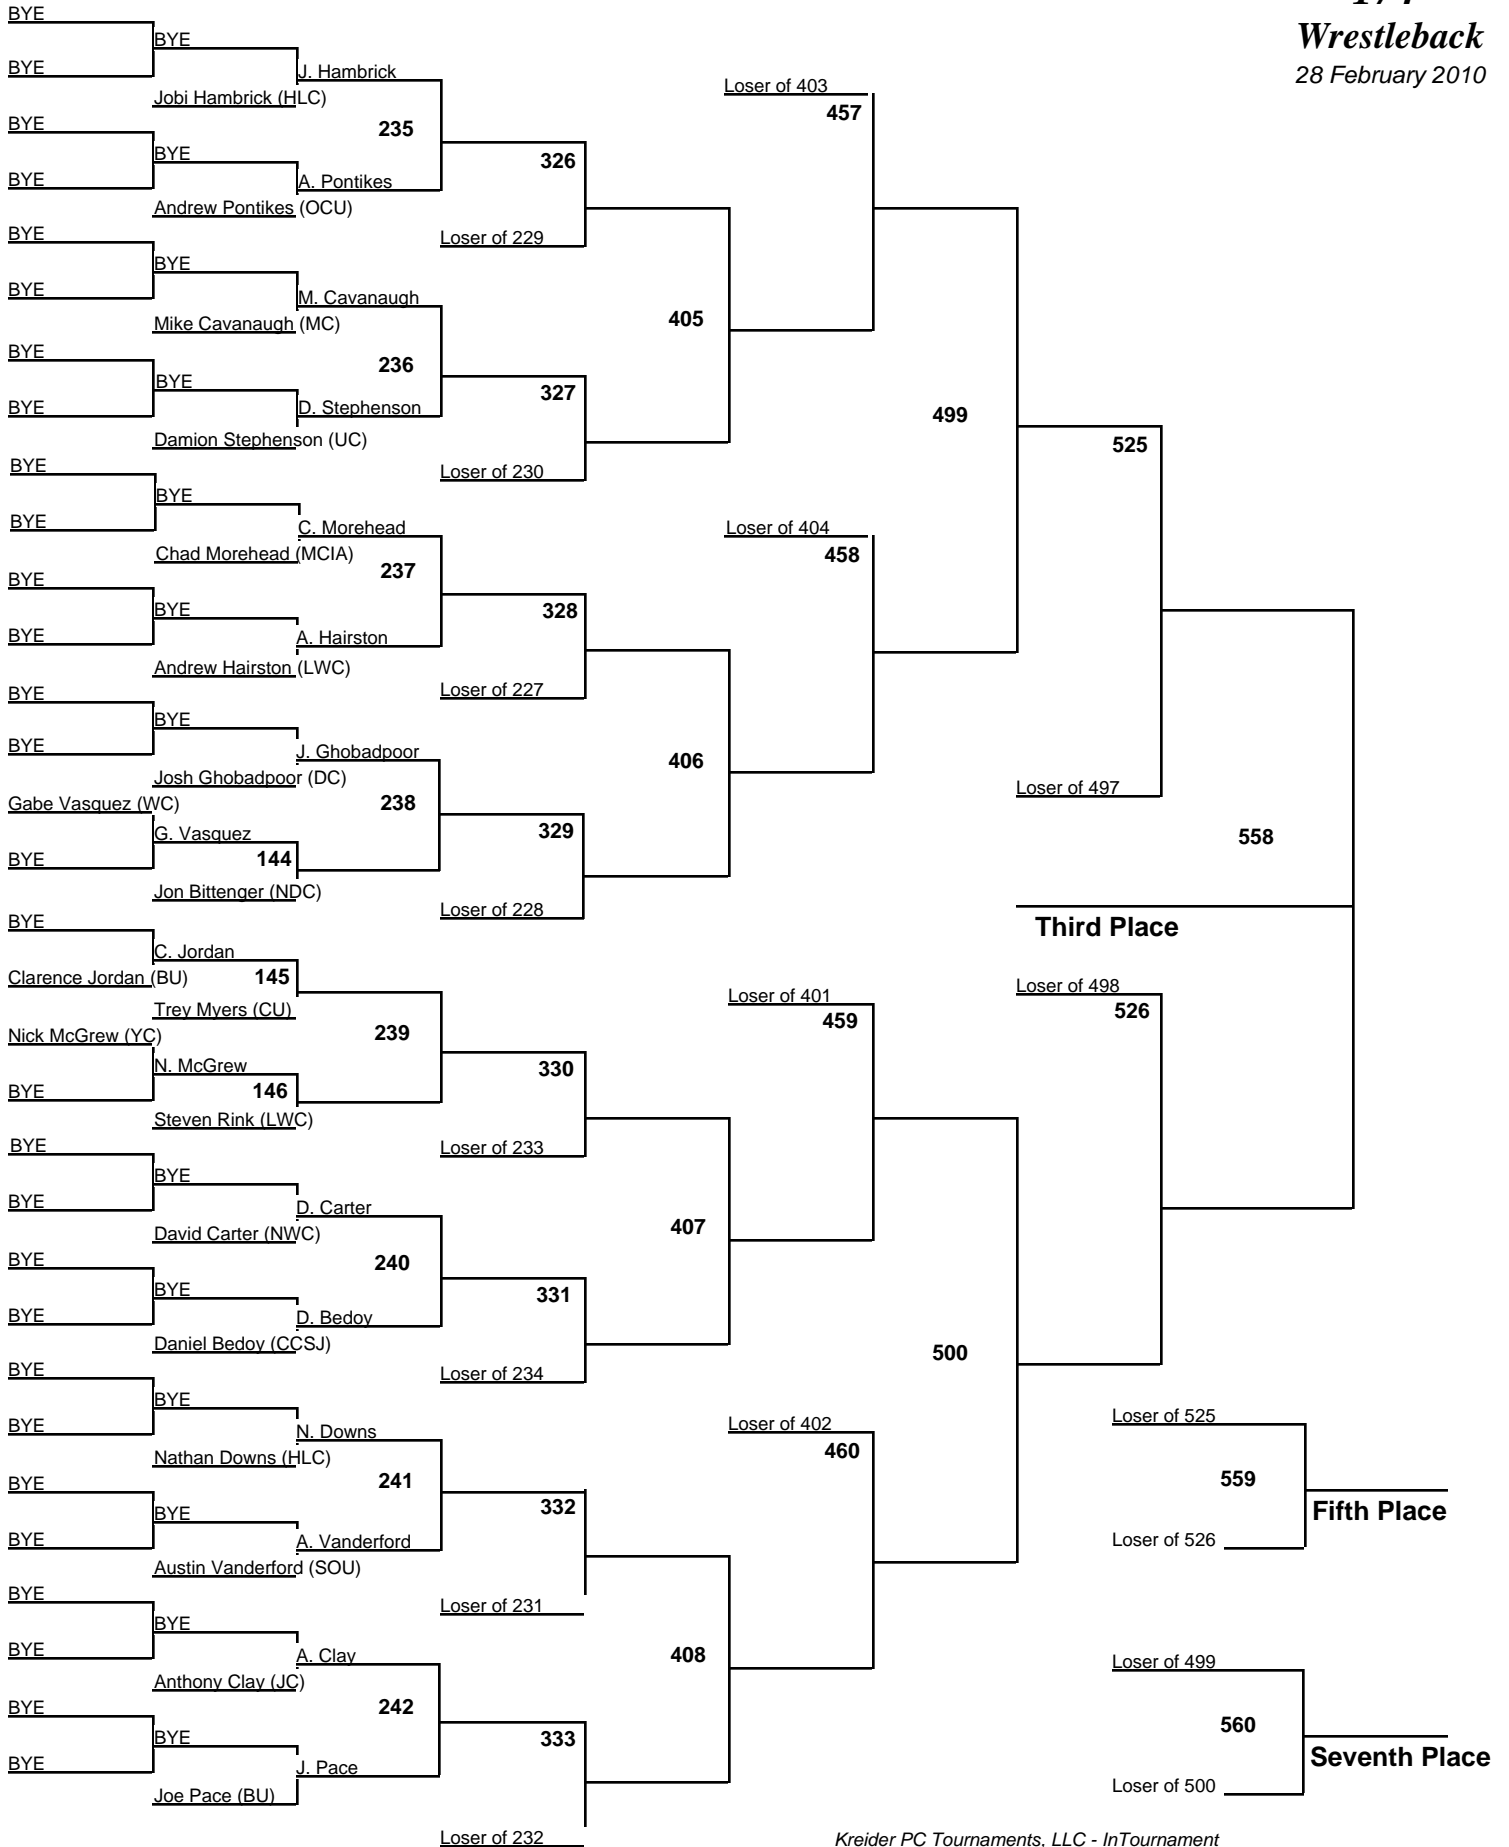 Wrestleback
28 February 2010
BYE
BYE
BYE
J. Hambrick
Jobi Hambrick (HLC)
BYE
235
BYE
BYE
A. Pontikes
Andrew Pontikes (OCU)
326
Loser of 229
BYE
BYE
BYE
M. Cavanaugh
Mike Cavanaugh (MC)
BYE
236
BYE
BYE
D. Stephenson
Damion Stephenson (UC)
327
Loser of 230
405
Loser of 403
457
BYE
BYE
BYE
C. Morehead
Chad Morehead (MCIA)
237
BYE
BYE
BYE
A. Hairston
Andrew Hairston (LWC)
328
Loser of 227
BYE
BYE
BYE
J. Ghobadpoor
Josh Ghobadpoor (DC)
Gabe Vasquez (WC)
238
G. Vasquez
BYE
144
Jon Bittenger (NDC)
329
Loser of 228
406
Loser of 404
458
499
525
Loser of 497
558
Third Place
BYE
C. Jordan
Clarence Jordan (BU)
145
Trey Myers (CU)
Nick McGrew (YC)
239
N. McGrew
BYE
146
Steven Rink (LWC)
330
Loser of 233
BYE
BYE
BYE
D. Carter
David Carter (NWC)
BYE
240
BYE
BYE
D. Bedoy
Daniel Bedoy (CCSJ)
331
Loser of 234
407
Loser of 401
459
Loser of 498
526
BYE
BYE
BYE
N. Downs
Nathan Downs (HLC)
BYE
241
BYE
BYE
A. Vanderford
Austin Vanderford (SOU)
332
Loser of 231
BYE
BYE
BYE
A. Clay
Anthony Clay (JC)
BYE
242
BYE
BYE
J. Pace
Joe Pace (BU)
333
Loser of 232
408
Loser of 402
460
500
Loser of 525
559
Fifth Place
Loser of 526
Loser of 499
560
Seventh Place
Loser of 500
Kreider PC Tournaments, LLC - InTournament